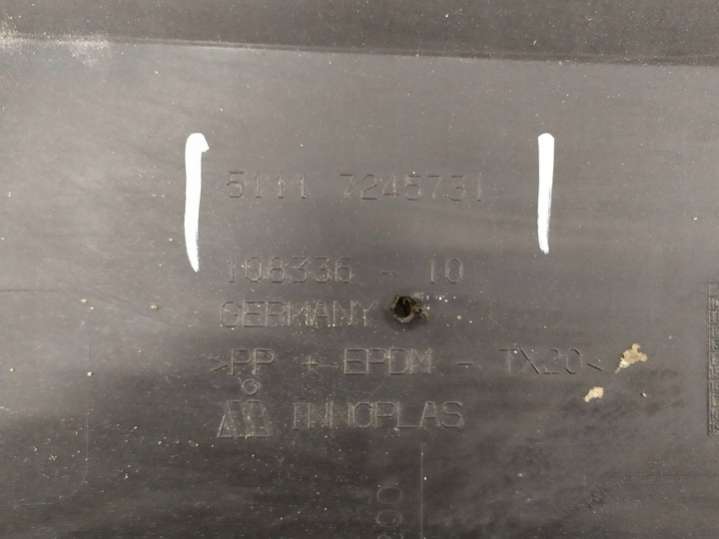 5111 7245731
108336 - 10
GERMANY
>PP + EPDM - TX20<
INNOPLAS